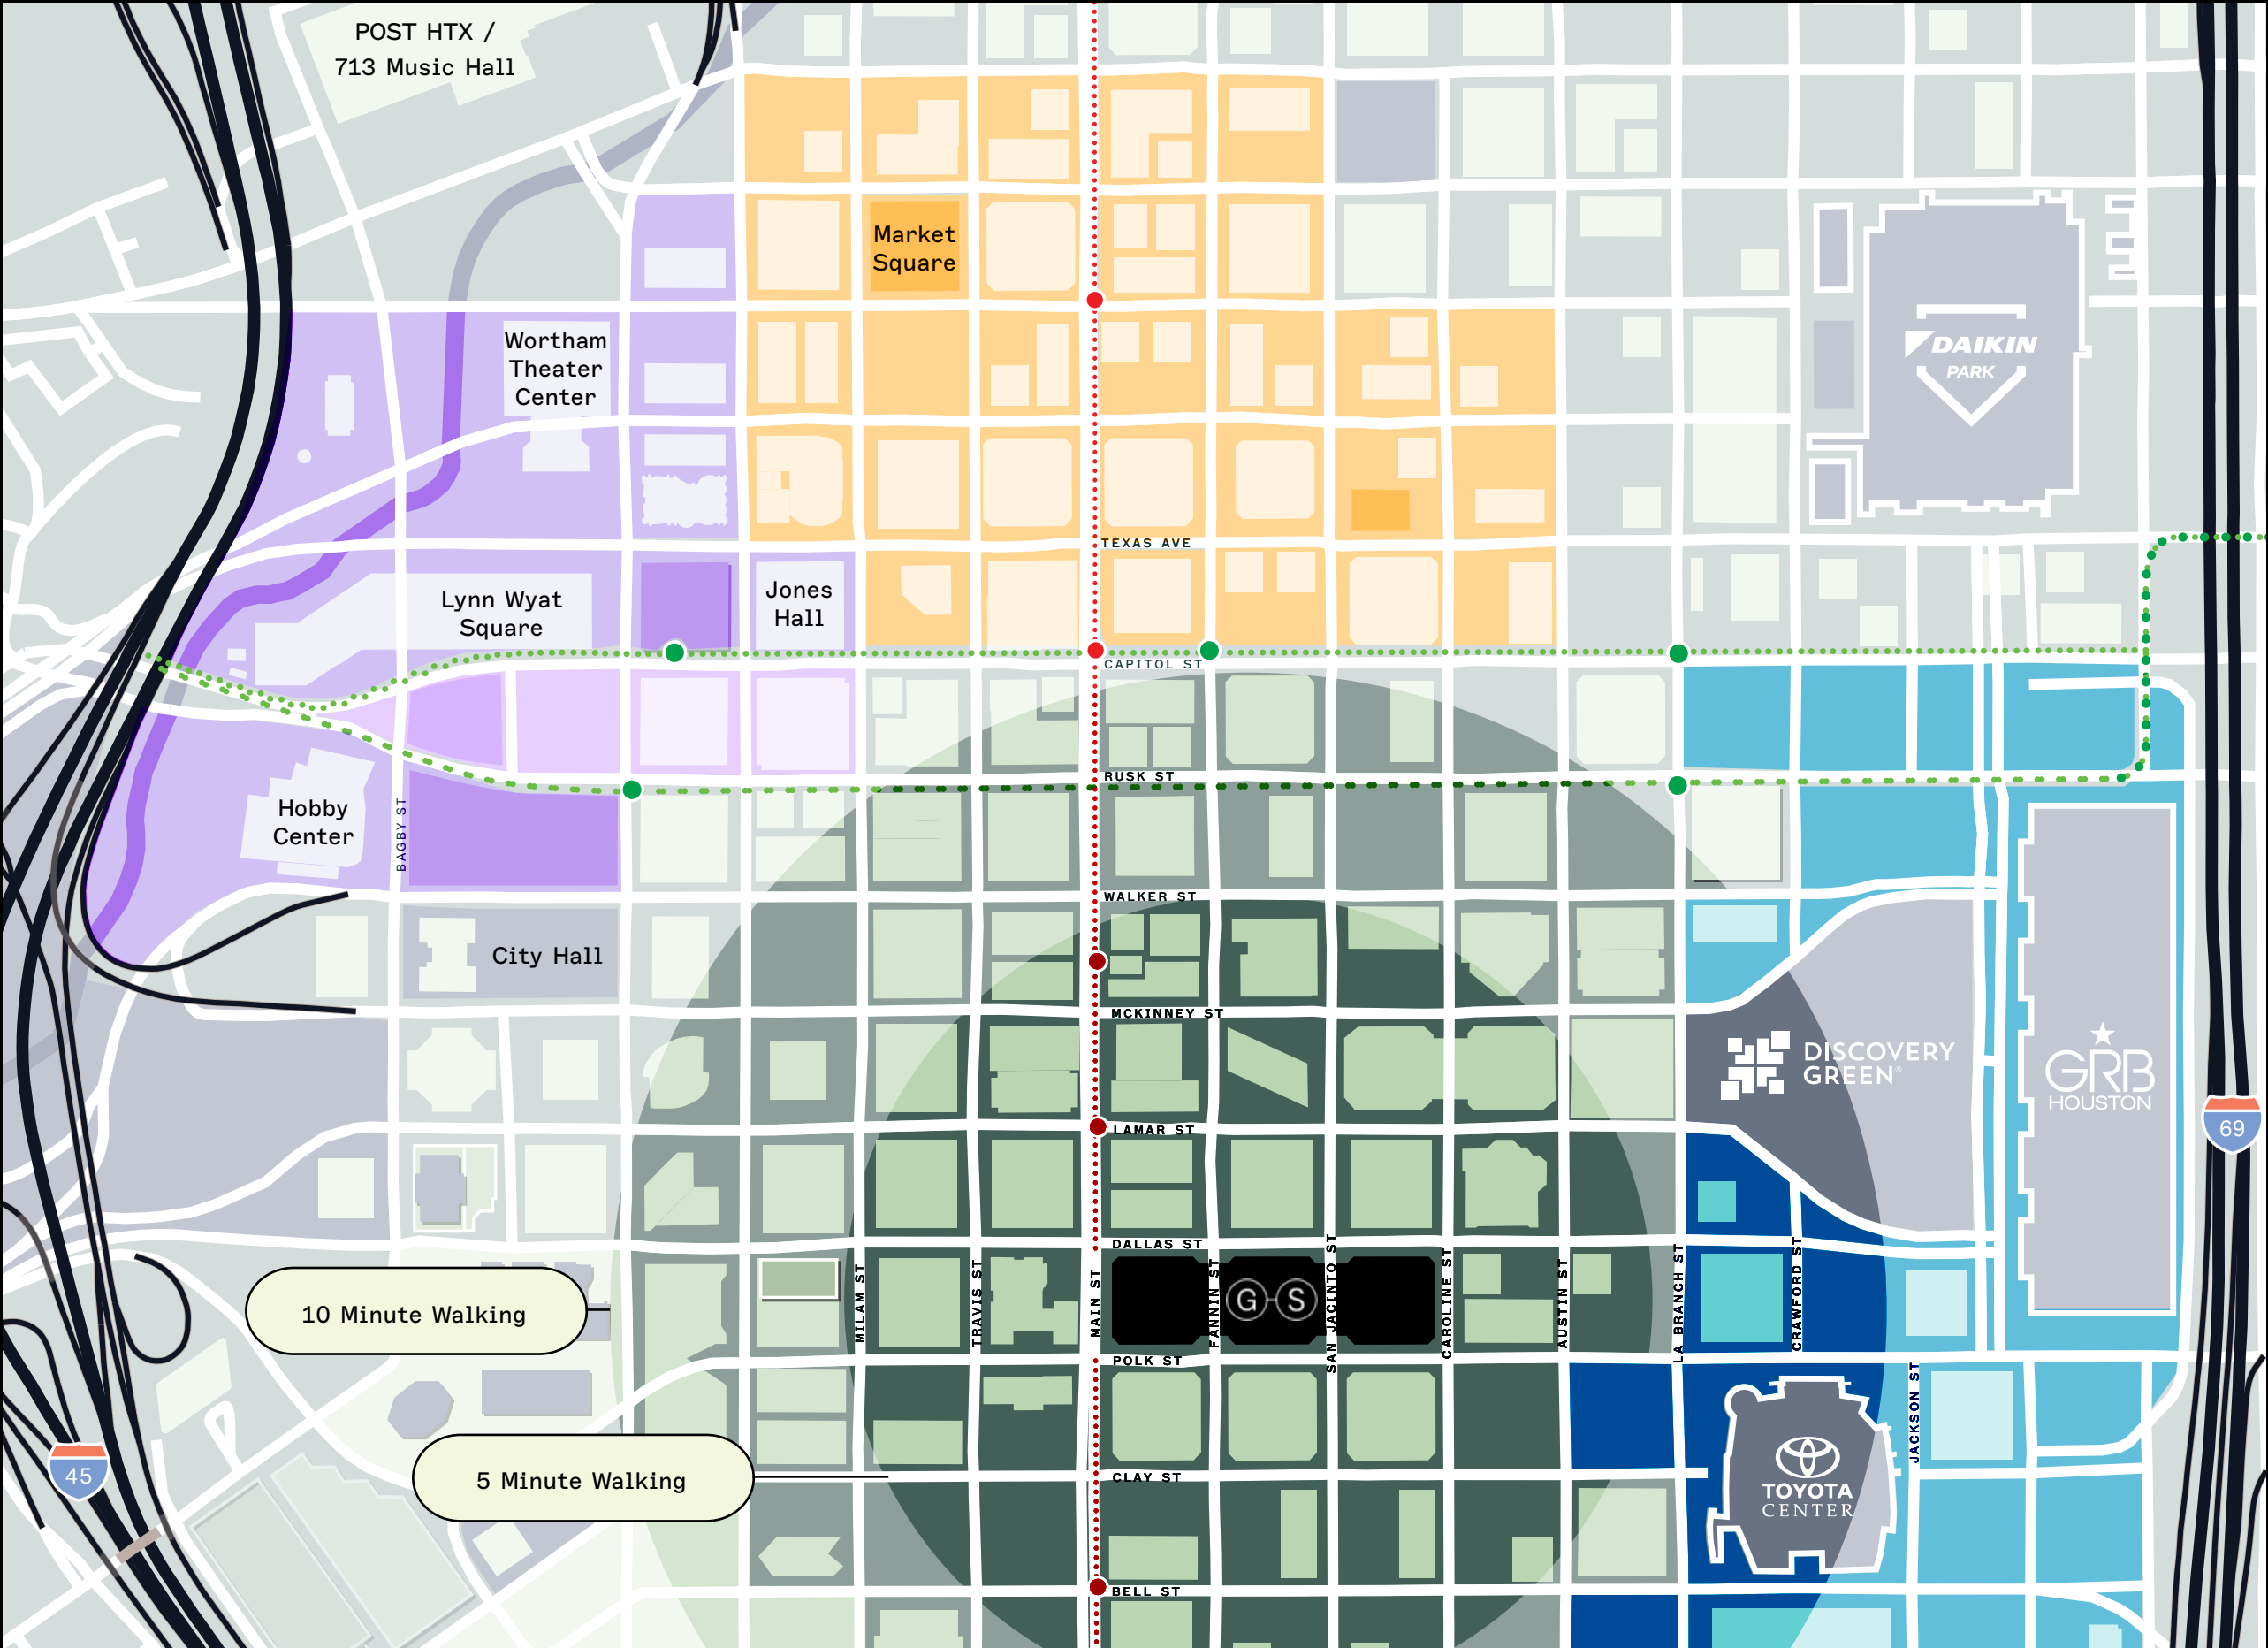 POST HTX /
713 Music Hall
Market
Square
Wortham
Theater
Center
DAIKIN
PARK
TEXAS AVE
Lynn Wyat
Square
Jones
Hall
CAPITOL ST
RUSK ST
Hobby
Center
BAGBY ST
WALKER ST
City Hall
MCKINNEY ST
DISCOVERY
GREEN®
GRB
HOUSTON
69
LAMAR ST
DALLAS ST
10 Minute Walking
MILAM ST
TRAVIS ST
MAIN ST
FANNIN ST
G-S
SAN JACINTO ST
CAROLINE ST
AUSTIN ST
LA BRANCH ST
CRAWFORD ST
POLK ST
JACKSON ST
45
5 Minute Walking
CLAY ST
TOYOTA
CENTER
BELL ST